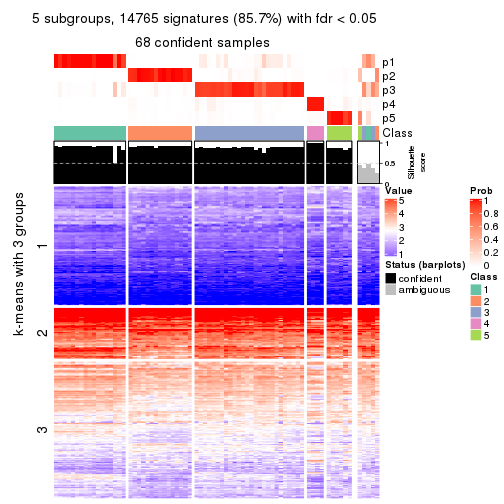 5 subgroups, 14765 signatures (85.7%) with fdr < 0.05
68 confident samples
p1
p2
p3
p4
p5
Class
1
0.5
0
Silhouette
score
k-means with 3 groups
1
2
3
Value
5
4
3
2
1
Status (barplots)
confident
ambiguous
Prob
1
0.8
0.6
0.4
0.2
0
Class
1
2
3
4
5